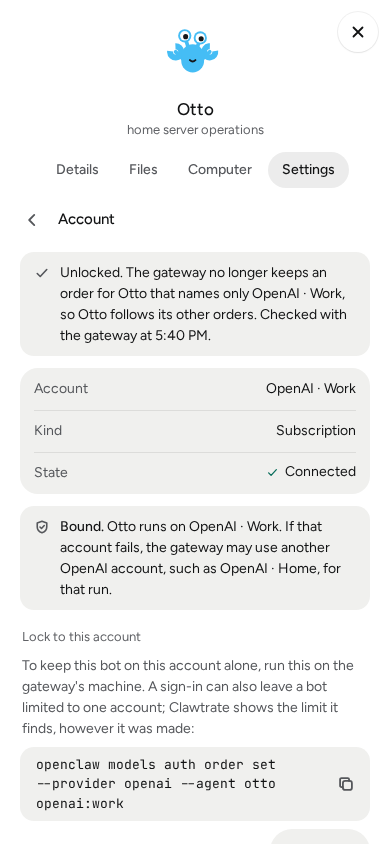 Otto
home server operations
Details Files Computer Settings
Account
Unlocked. The gateway no longer keeps an
order for Otto that names only OpenAI · Work,
so Otto follows its other orders. Checked with
the gateway at 5:40 PM.
Account OpenAI · Work
Kind Subscription
State Connected
Bound. Otto runs on OpenAI · Work. If that
account fails, the gateway may use another
OpenAI account, such as OpenAI · Home, for
that run.
Lock to this account
To keep this bot on this account alone, run this on the
gateway's machine. A sign-in can also leave a bot
limited to one account; Clawtrate shows the limit it
finds, however it was made:
openclaw models auth order set
--provider openai --agent otto
openai:work